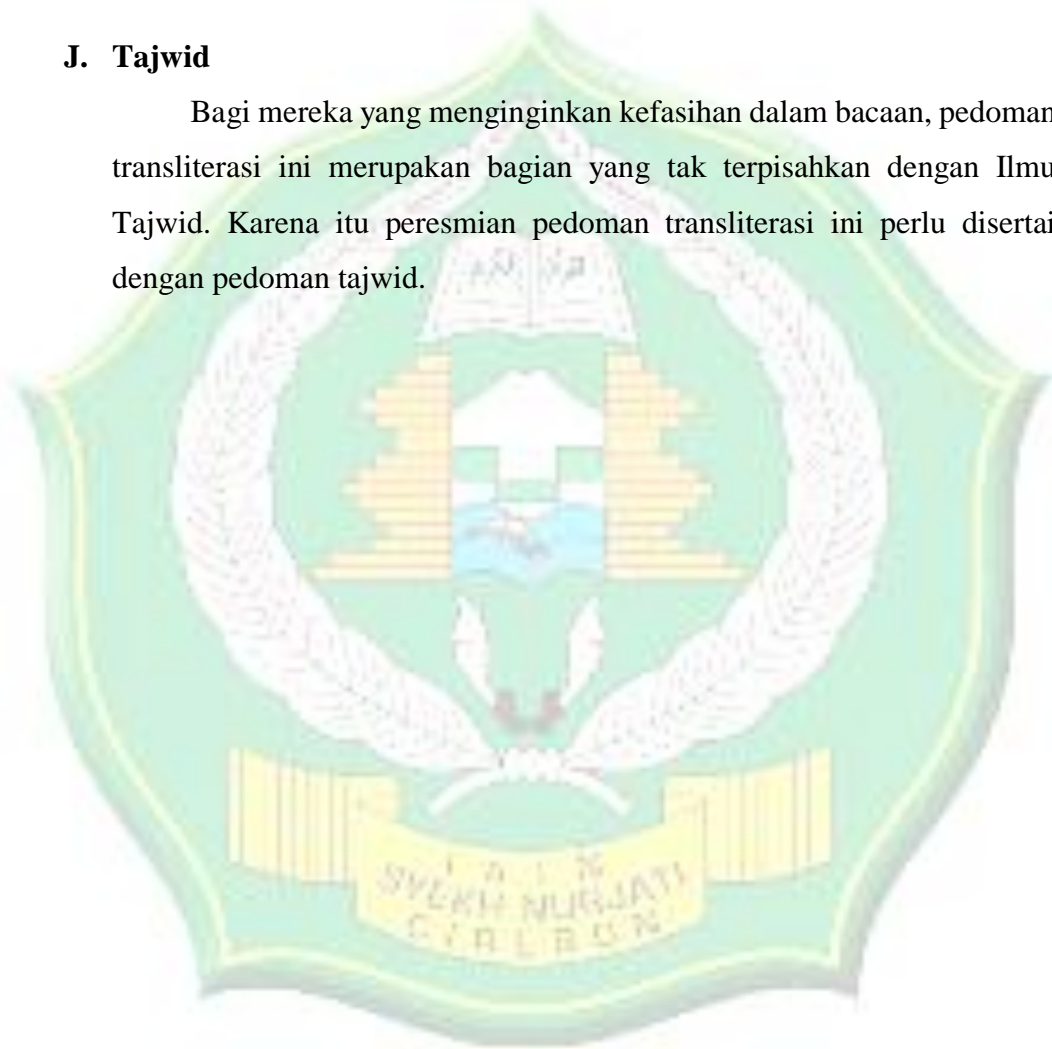 J. Tajwid
Bagi mereka yang menginginkan kefasihan dalam bacaan, pedoman
transliterasi ini merupakan bagian yang tak terpisahkan dengan Ilmu
Tajwid. Karena itu peresmian pedoman transliterasi ini perlu disertai
dengan pedoman tajwid.
IAIN
SYEKH NURJATI
CIREBON